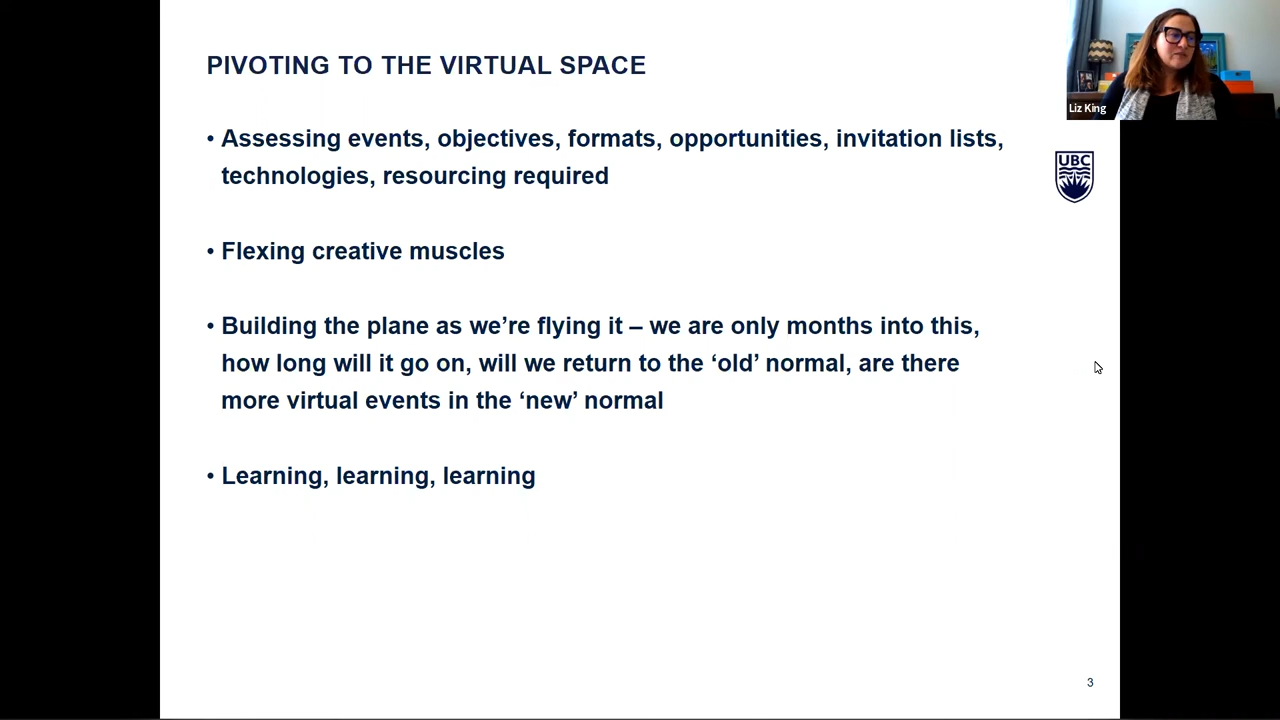 PIVOTING TO THE VIRTUAL SPACE
Liz King
• Assessing events, objectives, formats, opportunities, invitation lists,
technologies, resourcing required
UBC
• Flexing creative muscles
• Building the plane as we’re flying it – we are only months into this,
how long will it go on, will we return to the ‘old’ normal, are there
more virtual events in the ‘new’ normal
• Learning, learning, learning
3